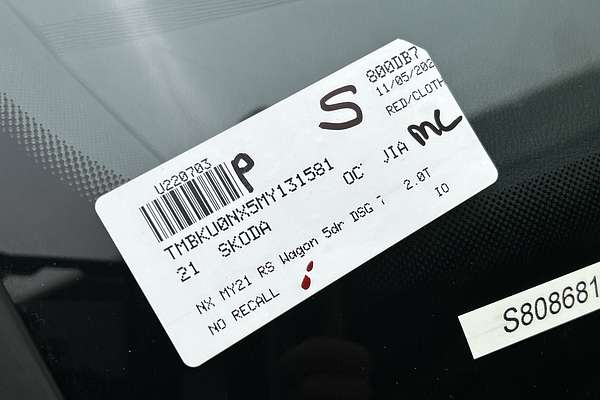 800DB7
S
11/05/202
RED/CLOTH
U220703
P
MC
TMBKU0NX5MY131581
21 SKODA OC JIA
NX MY21 RS Wagon 5dr DSG 7 2.0T
NO RECALL
10
S808681